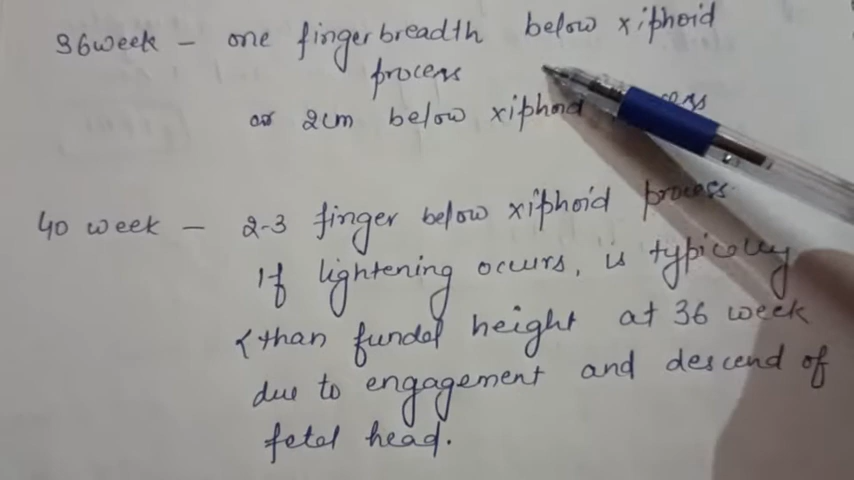 36week - one fingerbreadth below xiphoid
process
or 2cm below xiphoid
40 week - 2-3 finger below xiphoid process.
If lightening occurs, is typically
< than fundal height at 36 week
due to engagement and descend of
fetal head.